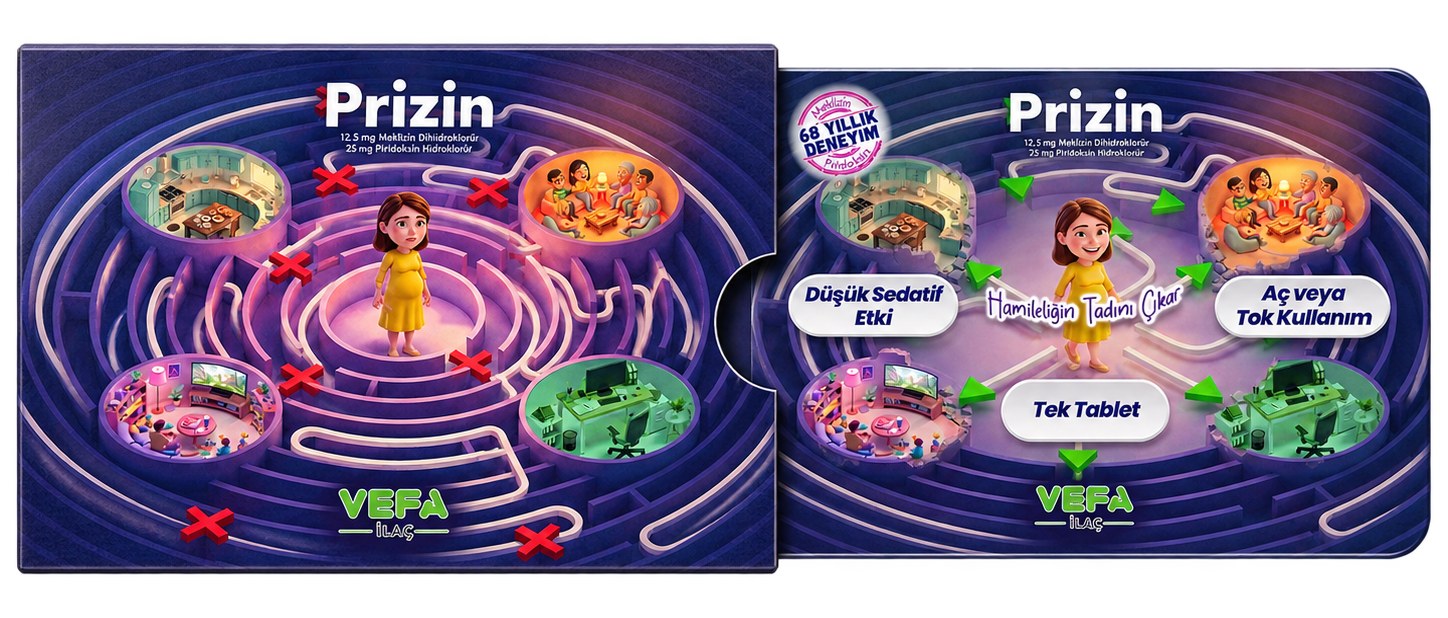 Prizin
12.5 mg Meklizin Dihidroklorür
25 mg Piridoksin Hidroklorür
VEFA
İLAÇ
Meklizin
68 YILLIK
DENEYİM
Piridoksin
Prizin
12.5 mg Meklizin Dihidroklorür
25 mg Piridoksin Hidroklorür
Düşük Sedatif
Etki
Hamileliğin Tadını Çıkar
Aç veya
Tok Kullanım
Tek Tablet
VEFA
İLAÇ